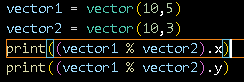 vector1 = vector(10,5)
vector2 = vector(10,3)
print((vector1 % vector2).x)
print((vector1 % vector2).y)